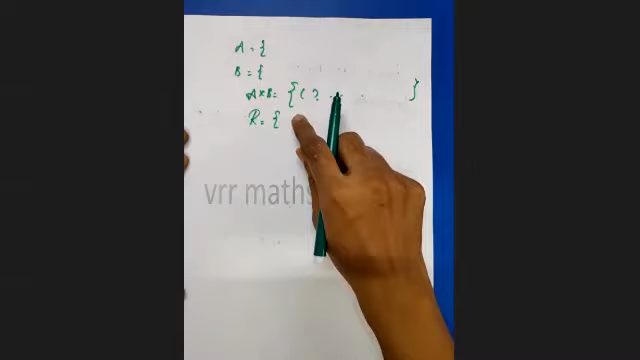 A = {
B = {
A×B = { ( ? ... }
R = {
vrr maths